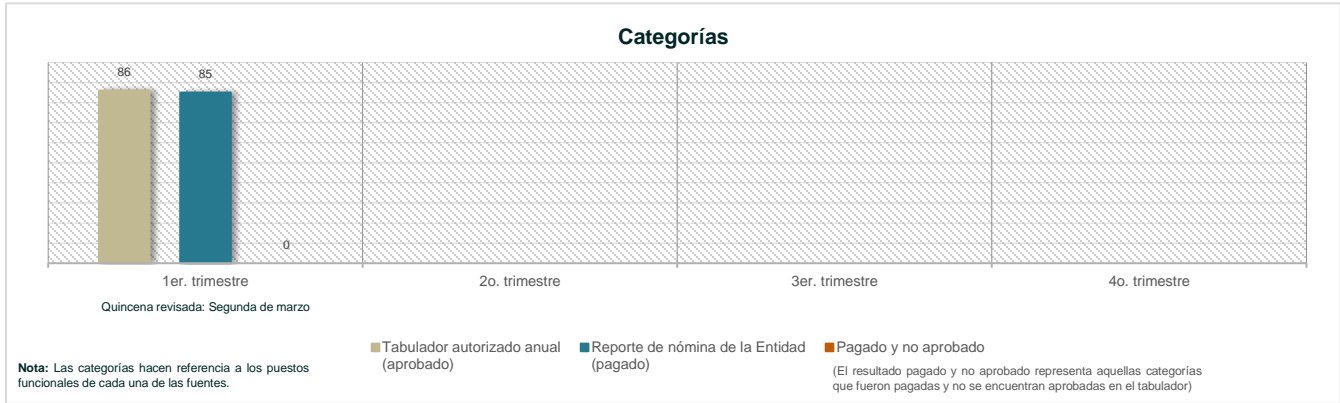 Categorías
86
85
0
1er. trimestre
2o. trimestre
3er. trimestre
4o. trimestre
Quincena revisada: Segunda de marzo
Tabulador autorizado anual
(aprobado)
Reporte de nómina de la Entidad
(pagado)
Pagado y no aprobado
(El resultado pagado y no aprobado representa aquellas categorías
que fueron pagadas y no se encuentran aprobadas en el tabulador)
Nota: Las categorías hacen referencia a los puestos
funcionales de cada una de las fuentes.